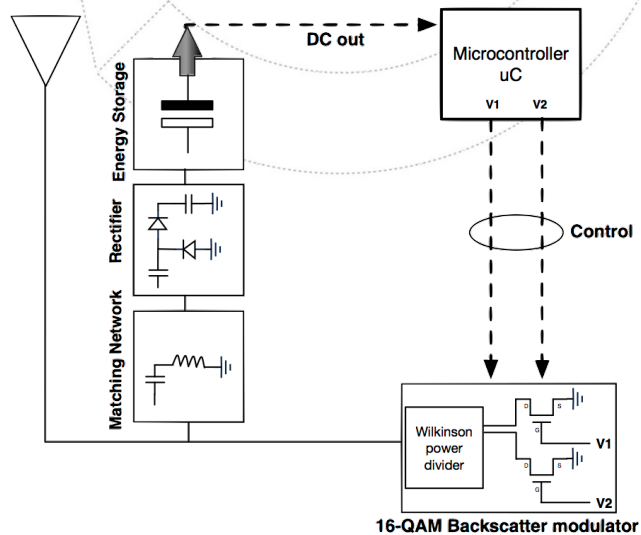 DC out
Microcontroller
uC
V1 V2
Energy Storage
Rectifier
Matching Network
Control
Wilkinson
power
divider
D S
G
V1
D S
G
V2
16-QAM Backscatter modulator